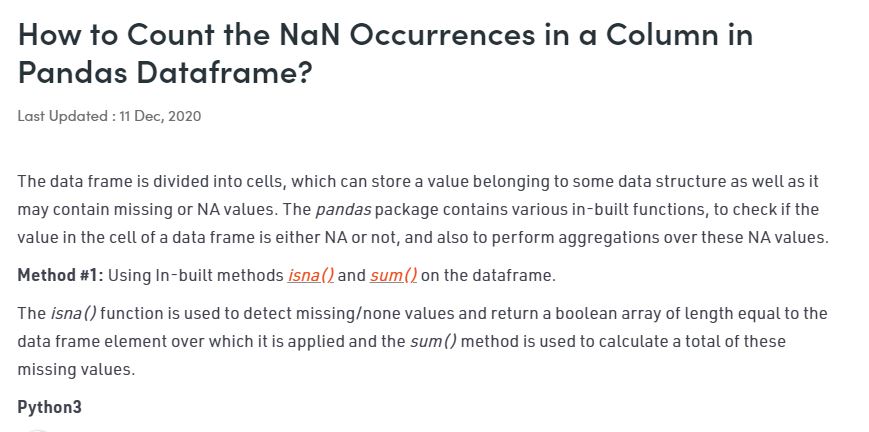 How to Count the NaN Occurrences in a Column in
Pandas Dataframe?
Last Updated : 11 Dec, 2020
The data frame is divided into cells, which can store a value belonging to some data structure as well as it
may contain missing or NA values. The pandas package contains various in-built functions, to check if the
value in the cell of a data frame is either NA or not, and also to perform aggregations over these NA values.
Method #1: Using In-built methods isna() and sum() on the dataframe.
The isna() function is used to detect missing/none values and return a boolean array of length equal to the
data frame element over which it is applied and the sum() method is used to calculate a total of these
missing values.
Python3